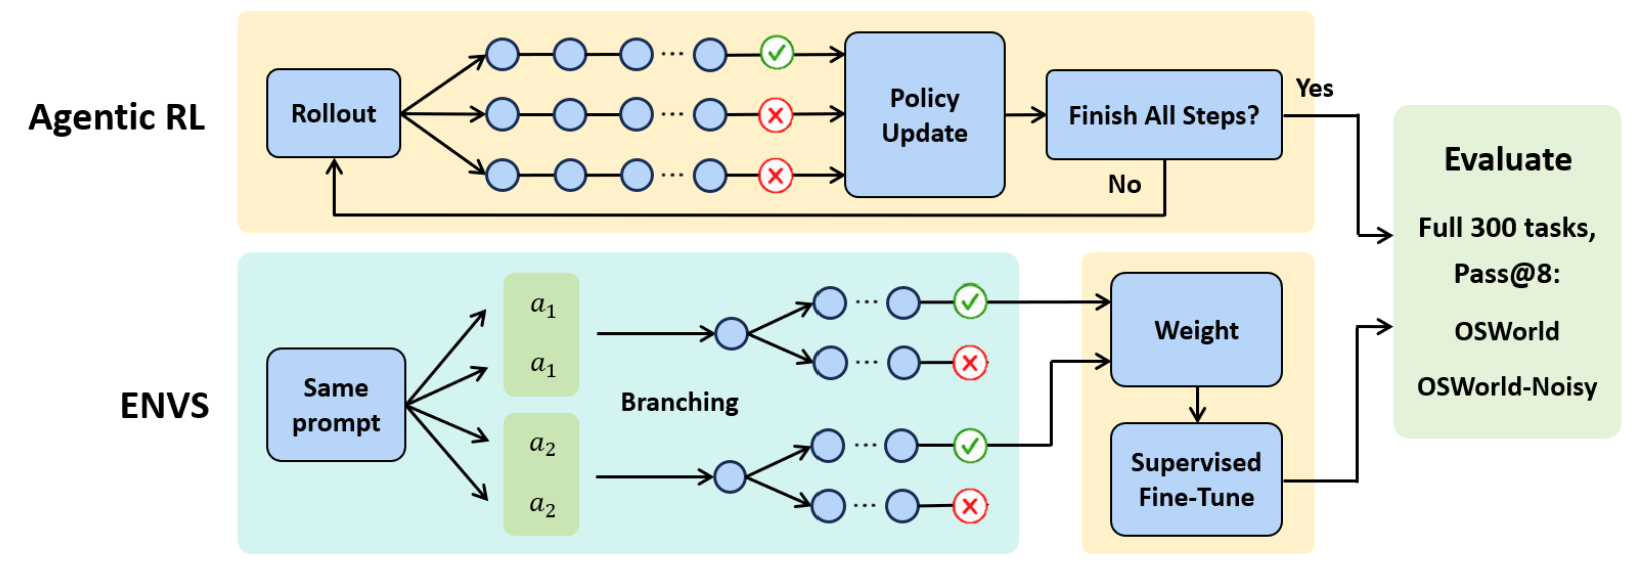 Agentic RL
Rollout
Policy
Update
Finish All Steps?
Yes
No
ENVS
Same
prompt
a₁
a₁
a₂
a₂
Branching
Weight
Supervised
Fine-Tune
Evaluate
Full 300 tasks,
Pass@8:
OSWorld
OSWorld-Noisy